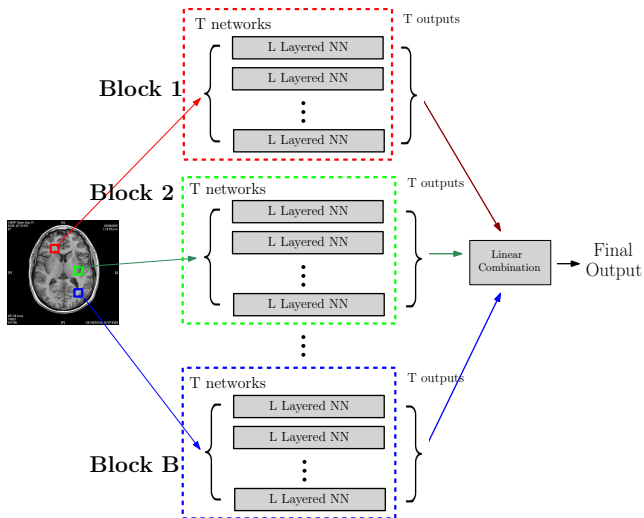 T networks
T outputs
L Layered NN
L Layered NN
L Layered NN
Block 1
T networks
T outputs
Block 2
L Layered NN
L Layered NN
L Layered NN
Linear
Combination
Final
Output
T networks
T outputs
L Layered NN
L Layered NN
Block B
L Layered NN